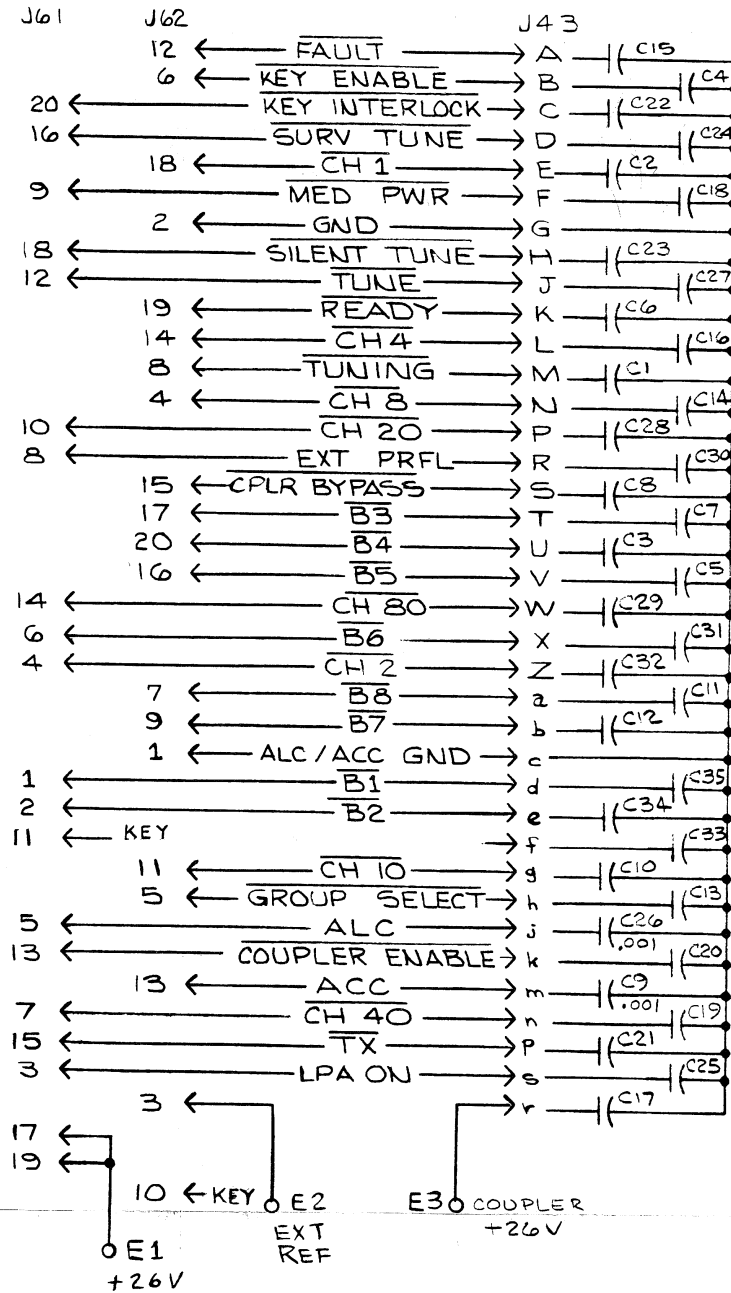 J61 J62 J43
12 FAULT A C15
6 KEY ENABLE B C4
20 KEY INTERLOCK C C22
16 SURV TUNE D C24
18 CH 1 E C2
9 MED PWR F C18
2 GND G
18 SILENT TUNE H C23
12 TUNE J C27
19 READY K C6
14 CH 4 L C16
8 TUNING M C1
4 CH 8 N C14
10 CH 20 P C28
8 EXT PRFL R C30
15 CPLR BYPASS S C8
17 B3 T C7
20 B4 U C3
16 B5 V C5
14 CH 80 W C29
6 B6 X C31
4 CH 2 Z C32
7 B8 a C11
9 B7 b C12
1 ALC/ACC GND c
1 B1 d C35
2 B2 e C34
11 KEY f C33
11 CH 10 g C10
5 GROUP SELECT h C13
5 ALC j C26
.001
13 COUPLER ENABLE k C20
13 ACC m C9
.001
7 CH 40 n C19
15 TX p C21
3 LPA ON s C25
3 r C17
17
19
10 KEY E2 E3 COUPLER
+26V
EXT
REF
E1
+26V